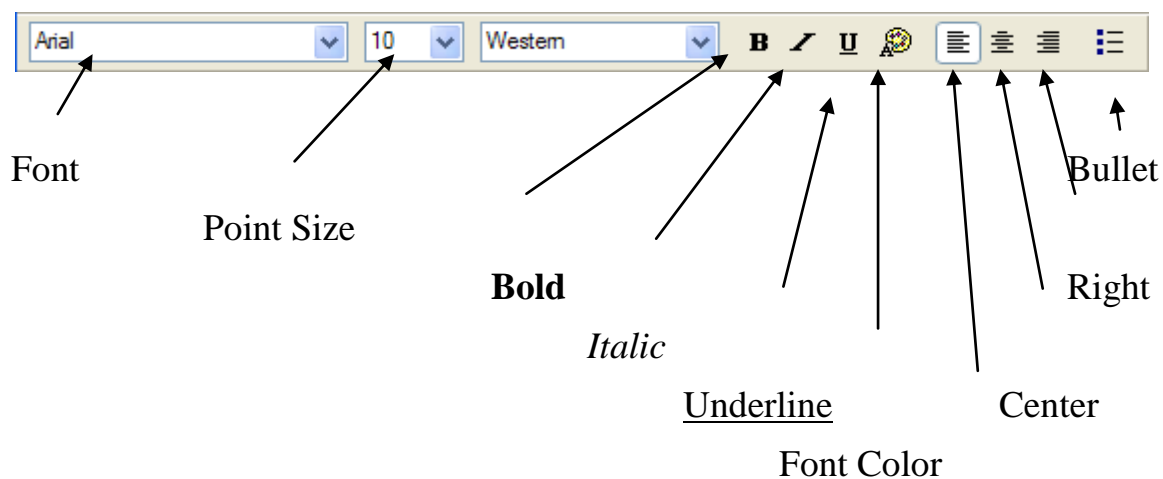 Arial 10 Western B I U A
Font
Bullet
Point Size
Bold
Right
Italic
Underline
Center
Font Color